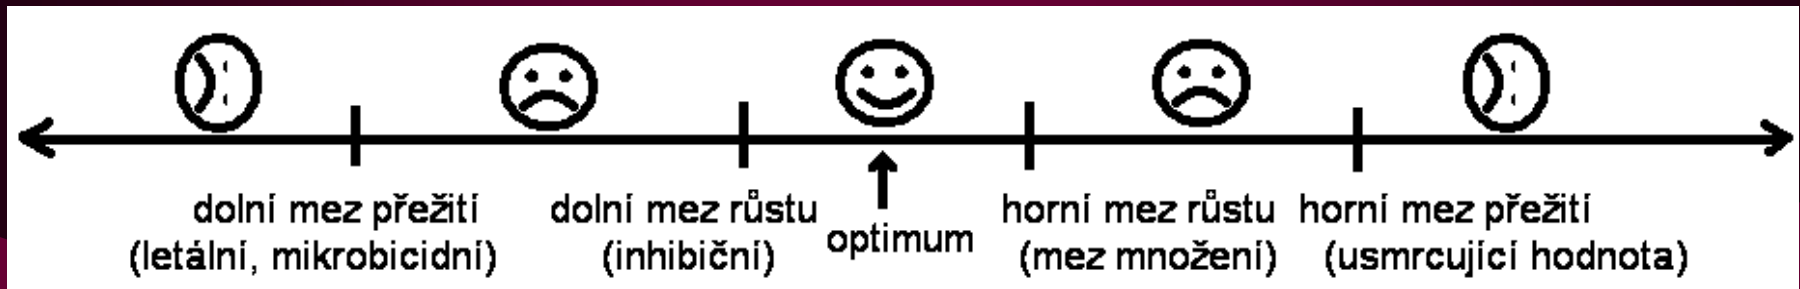 dolní mez přežití
(letální, mikrobicidní)
dolní mez růstu
(inhibiční)
optimum
horní mez růstu
(mez množení)
horní mez přežití
(usmrcující hodnota)